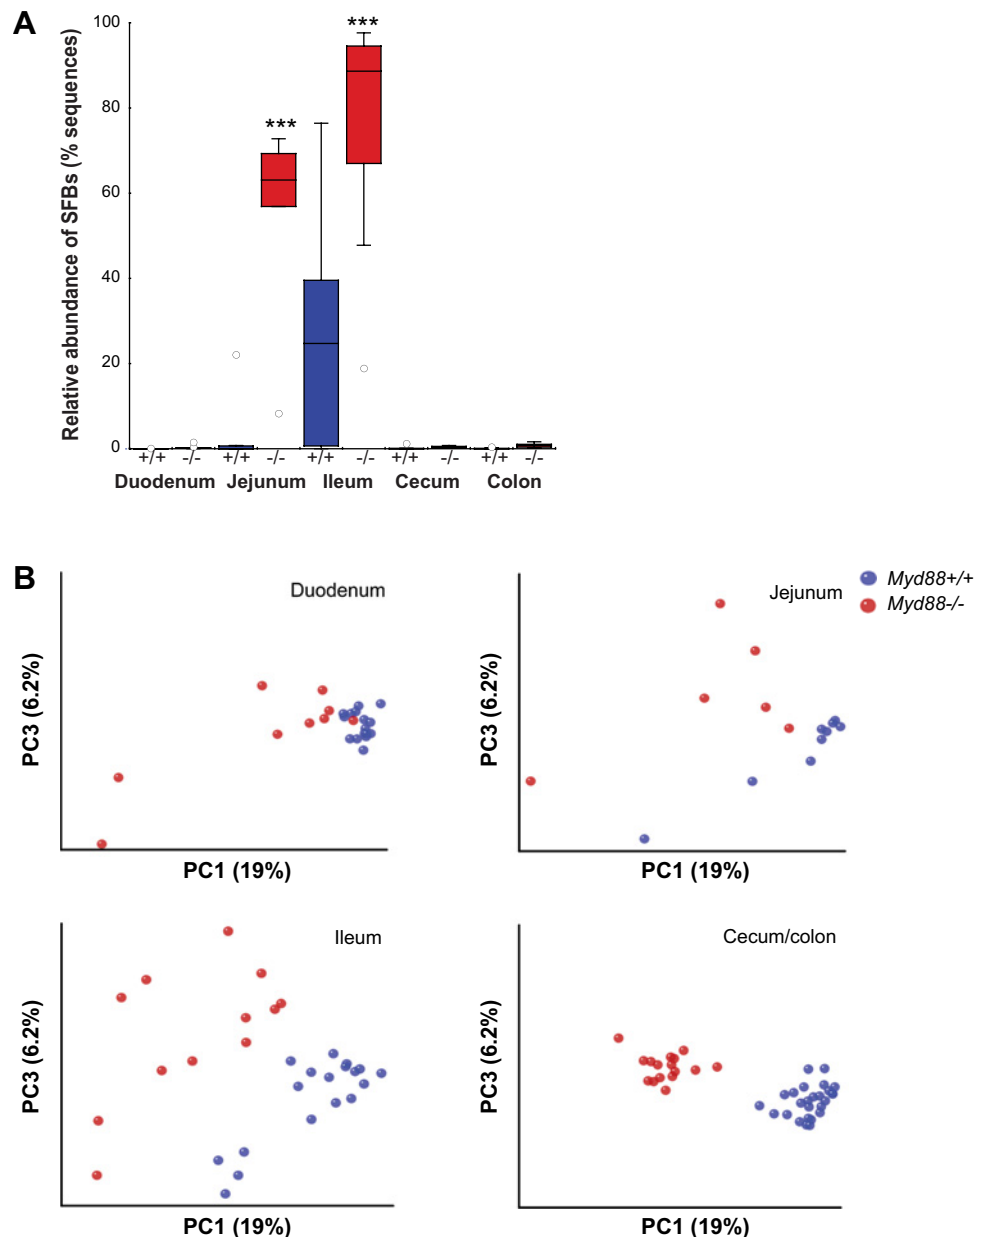 A
Relative abundance of SFBs (% sequences)
100
80
60
40
20
0
***
***
+/+ -/- +/+ -/- +/+ -/- +/+ -/- +/+ -/-
Duodenum Jejunum Ileum Cecum Colon
B
Duodenum
PC3 (6.2%)
PC1 (19%)
Jejunum
PC3 (6.2%)
PC1 (19%)
Myd88+/+
Myd88-/-
Ileum
PC3 (6.2%)
PC1 (19%)
Cecum/colon
PC3 (6.2%)
PC1 (19%)